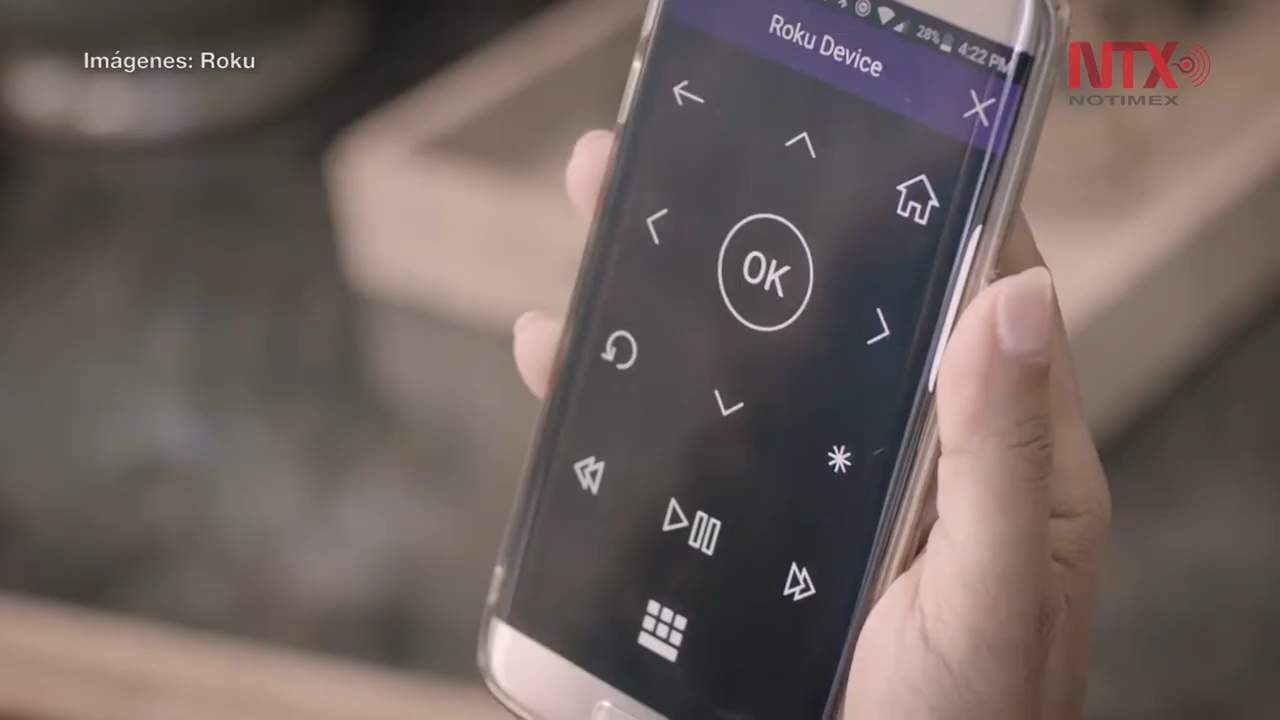 Imágenes: Roku
NTX
NOTIMEX
28% 4:22 PM
Roku Device
OK